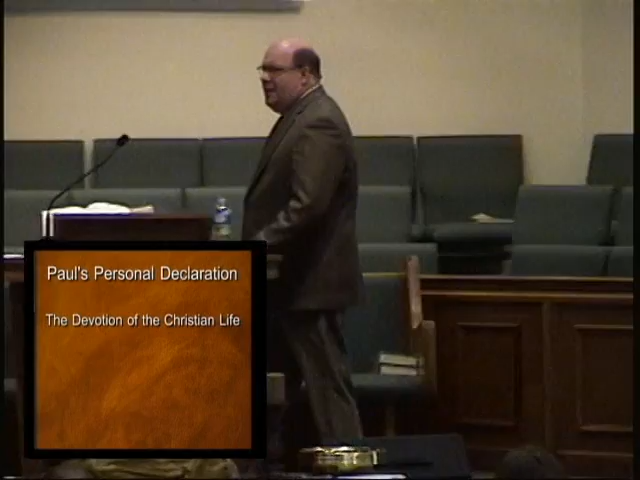 Paul's Personal Declaration
The Devotion of the Christian Life